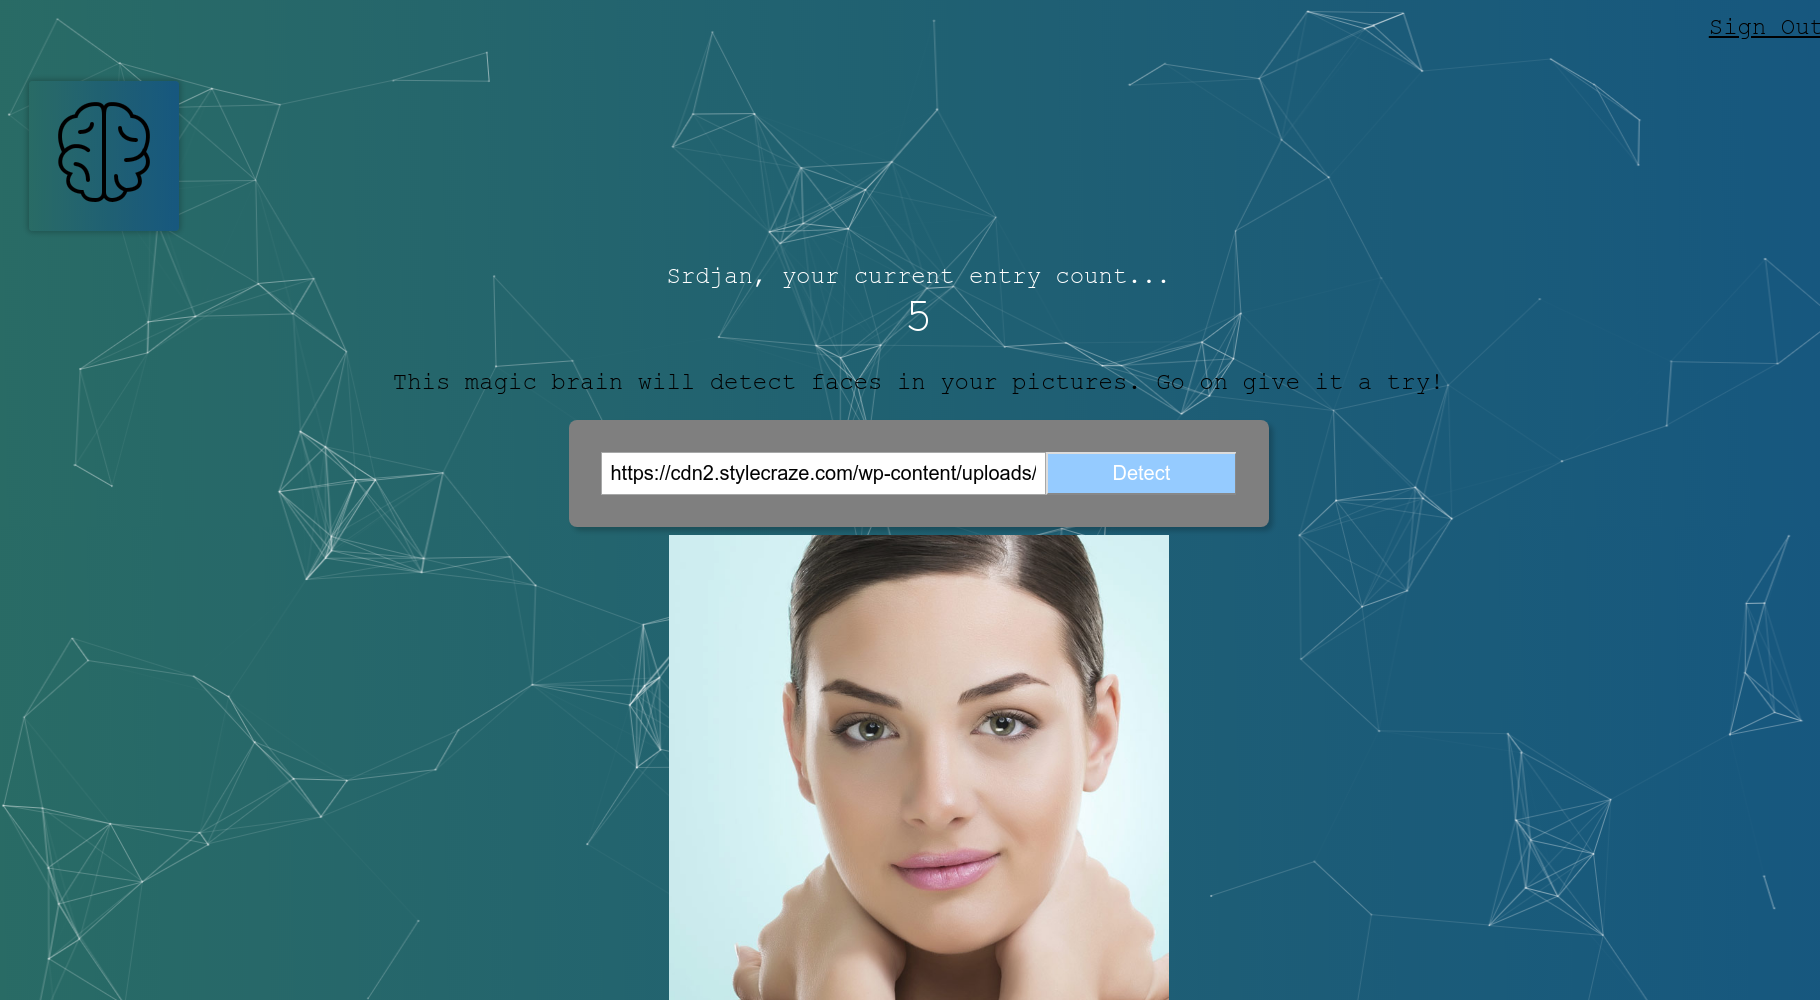 Sign Out
Srdjan, your current entry count...
5
This magic brain will detect faces in your pictures. Go on give it a try!
https://cdn2.stylecraze.com/wp-content/uploads/
Detect